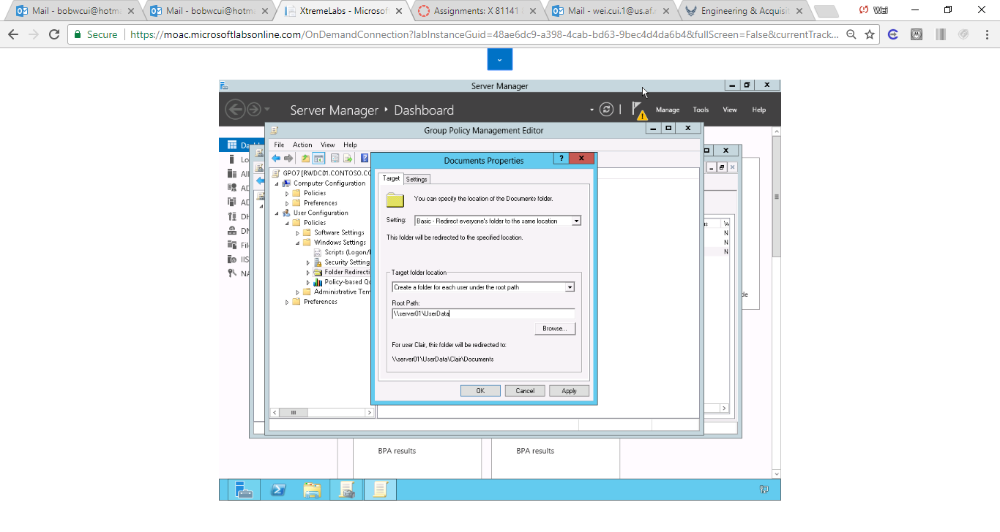 Mail - bobwcui@hotm
Mail - bobwcui@hotm
XtremeLabs - Microsof
Assignments: X 81141
Mail - wei.cui.1@us.af.
Engineering & Acquisit
Wei
Secure
https://moac.microsoftlabsonline.com/OnDemandConnection?labInstanceGuid=48ae6dc9-a398-4cab-bd63-9bec4d4da6b4&fullScreen=False&currentTrack...
Server Manager
Server Manager • Dashboard
Manage
Tools
View
Help
Group Policy Management Editor
File
Action
View
Help
Da
Lo
All
AD
AD
DH
DN
Fil
IIS
NA
GPO7 [RWDC01.CONTOSO.CO
Computer Configuration
Policies
Preferences
User Configuration
Policies
Software Settings
Windows Settings
Scripts (Logon/
Security Setting
Folder Redirecti
Policy-based Qo
Administrative Tem
Preferences
Documents Properties
Target
Settings
You can specify the location of the Documents folder.
Setting:
Basic - Redirect everyone's folder to the same location
This folder will be redirected to the specified location.
Target folder location
Create a folder for each user under the root path
Root Path:
\\server01\UserData
Browse...
For user Clair, this folder will be redirected to:
\\server01\UserData\Clair\Documents
OK
Cancel
Apply
us
W
N
N
N
de
BPA results
BPA results